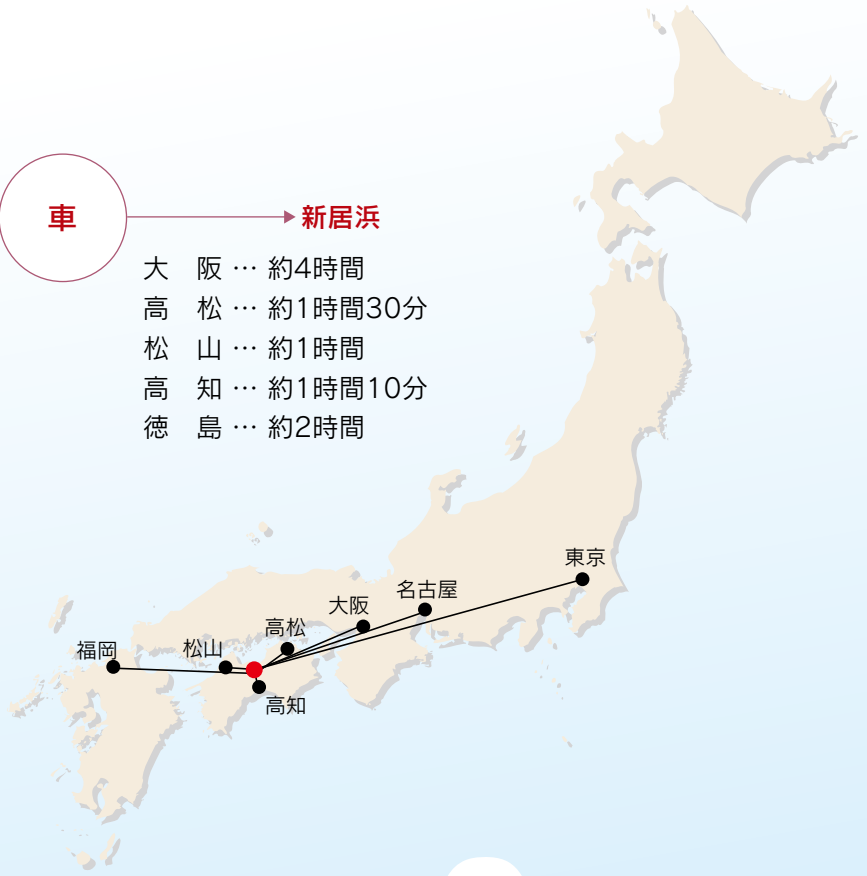 車
新居浜
大 阪 … 約4時間
高 松 … 約1時間30分
松 山 … 約1時間
高 知 … 約1時間10分
徳 島 … 約2時間
東京
名古屋
大阪
高松
松山
福岡
高知